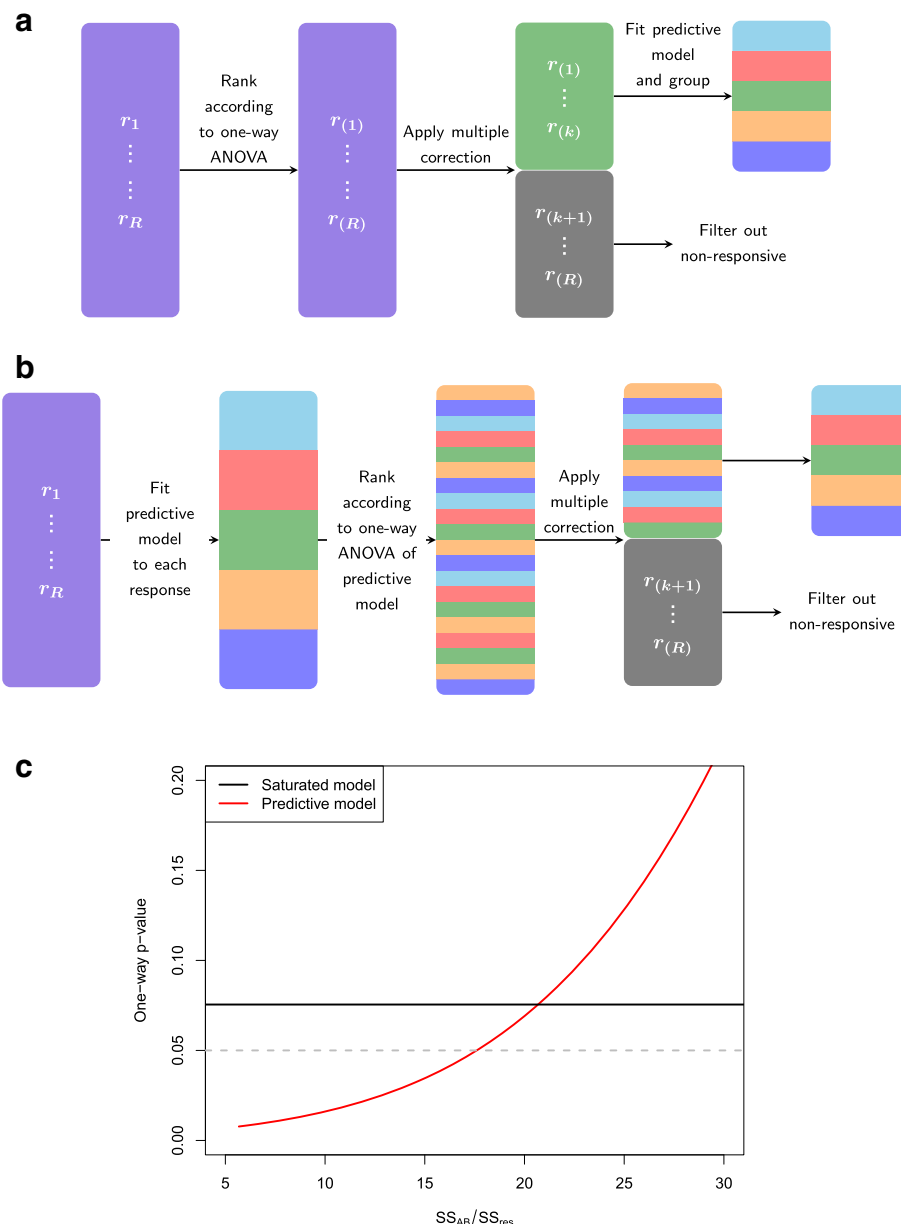 a
r1
⋮
⋮
rR
Rank
according
to one-way
ANOVA
r(1)
⋮
⋮
r(R)
Apply multiple
correction
r(1)
⋮
r(k)
r(k+1)
⋮
r(R)
Fit predictive
model
and group
Filter out
non-responsive
b
r1
⋮
⋮
rR
Fit
predictive
model
to each
response
Rank
according
to one-way
ANOVA of
predictive
model
Apply
multiple
correction
r(k+1)
⋮
r(R)
Filter out
non-responsive
c
Saturated model
Predictive model
One−way p−value
0.20
0.15
0.10
0.05
0.00
5 10 15 20 25 30
SSAB/SSres